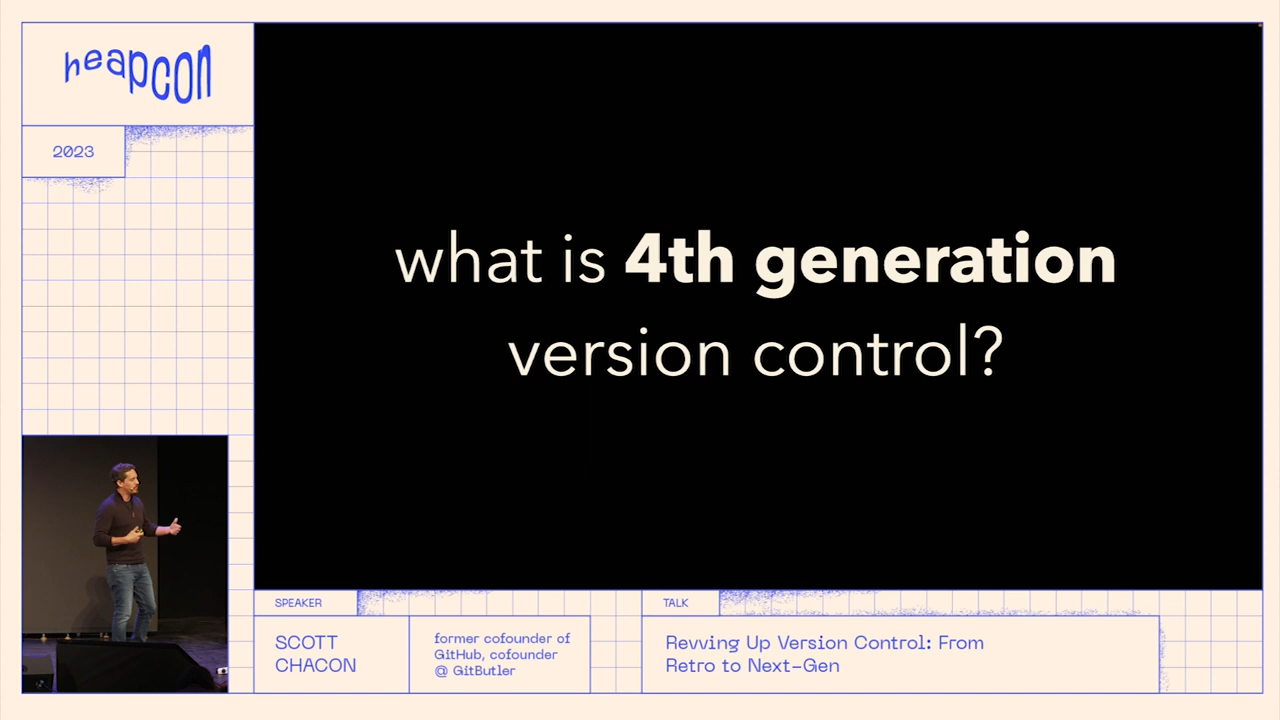 heapcon
2023
what is 4th generation
version control?
SPEAKER
SCOTT
CHACON
former cofounder of
GitHub, cofounder
@ GitButler
TALK
Revving Up Version Control: From
Retro to Next-Gen